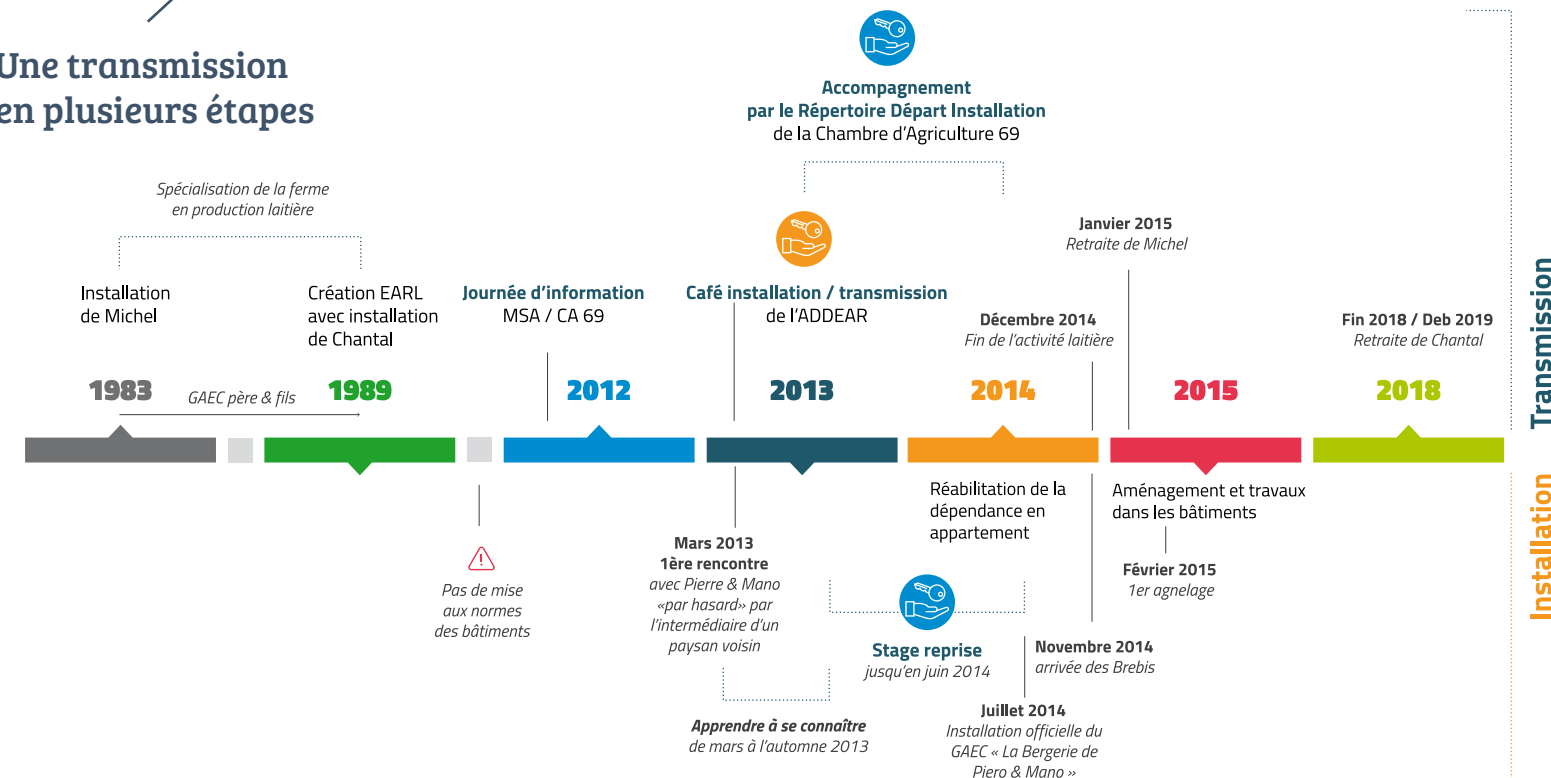 Une transmission
en plusieurs étapes
Accompagnement
par le Répertoire Départ Installation
de la Chambre d'Agriculture 69
Spécialisation de la ferme
en production laitière
Installation
de Michel
Création EARL
avec installation
de Chantal
Journée d'information
MSA / CA 69
Café installation / transmission
de l'ADDEAR
Décembre 2014
Fin de l'activité laitière
Janvier 2015
Retraite de Michel
Fin 2018 / Deb 2019
Retraite de Chantal
1983
GAEC père & fils
1989
2012
2013
2014
2015
2018
Pas de mise
aux normes
des bâtiments
Mars 2013
1ère rencontre
avec Pierre & Mano
«par hasard» par
l'intermédiaire d'un
paysan voisin
Apprendre à se connaître
de mars à l'automne 2013
Stage reprise
jusqu'en juin 2014
Réabilitation de la
dépendance en
appartement
Juillet 2014
Installation officielle du
GAEC « La Bergerie de
Piero & Mano »
Novembre 2014
arrivée des Brebis
Aménagement et travaux
dans les bâtiments
Février 2015
1er agnelage
Transmission
Installation